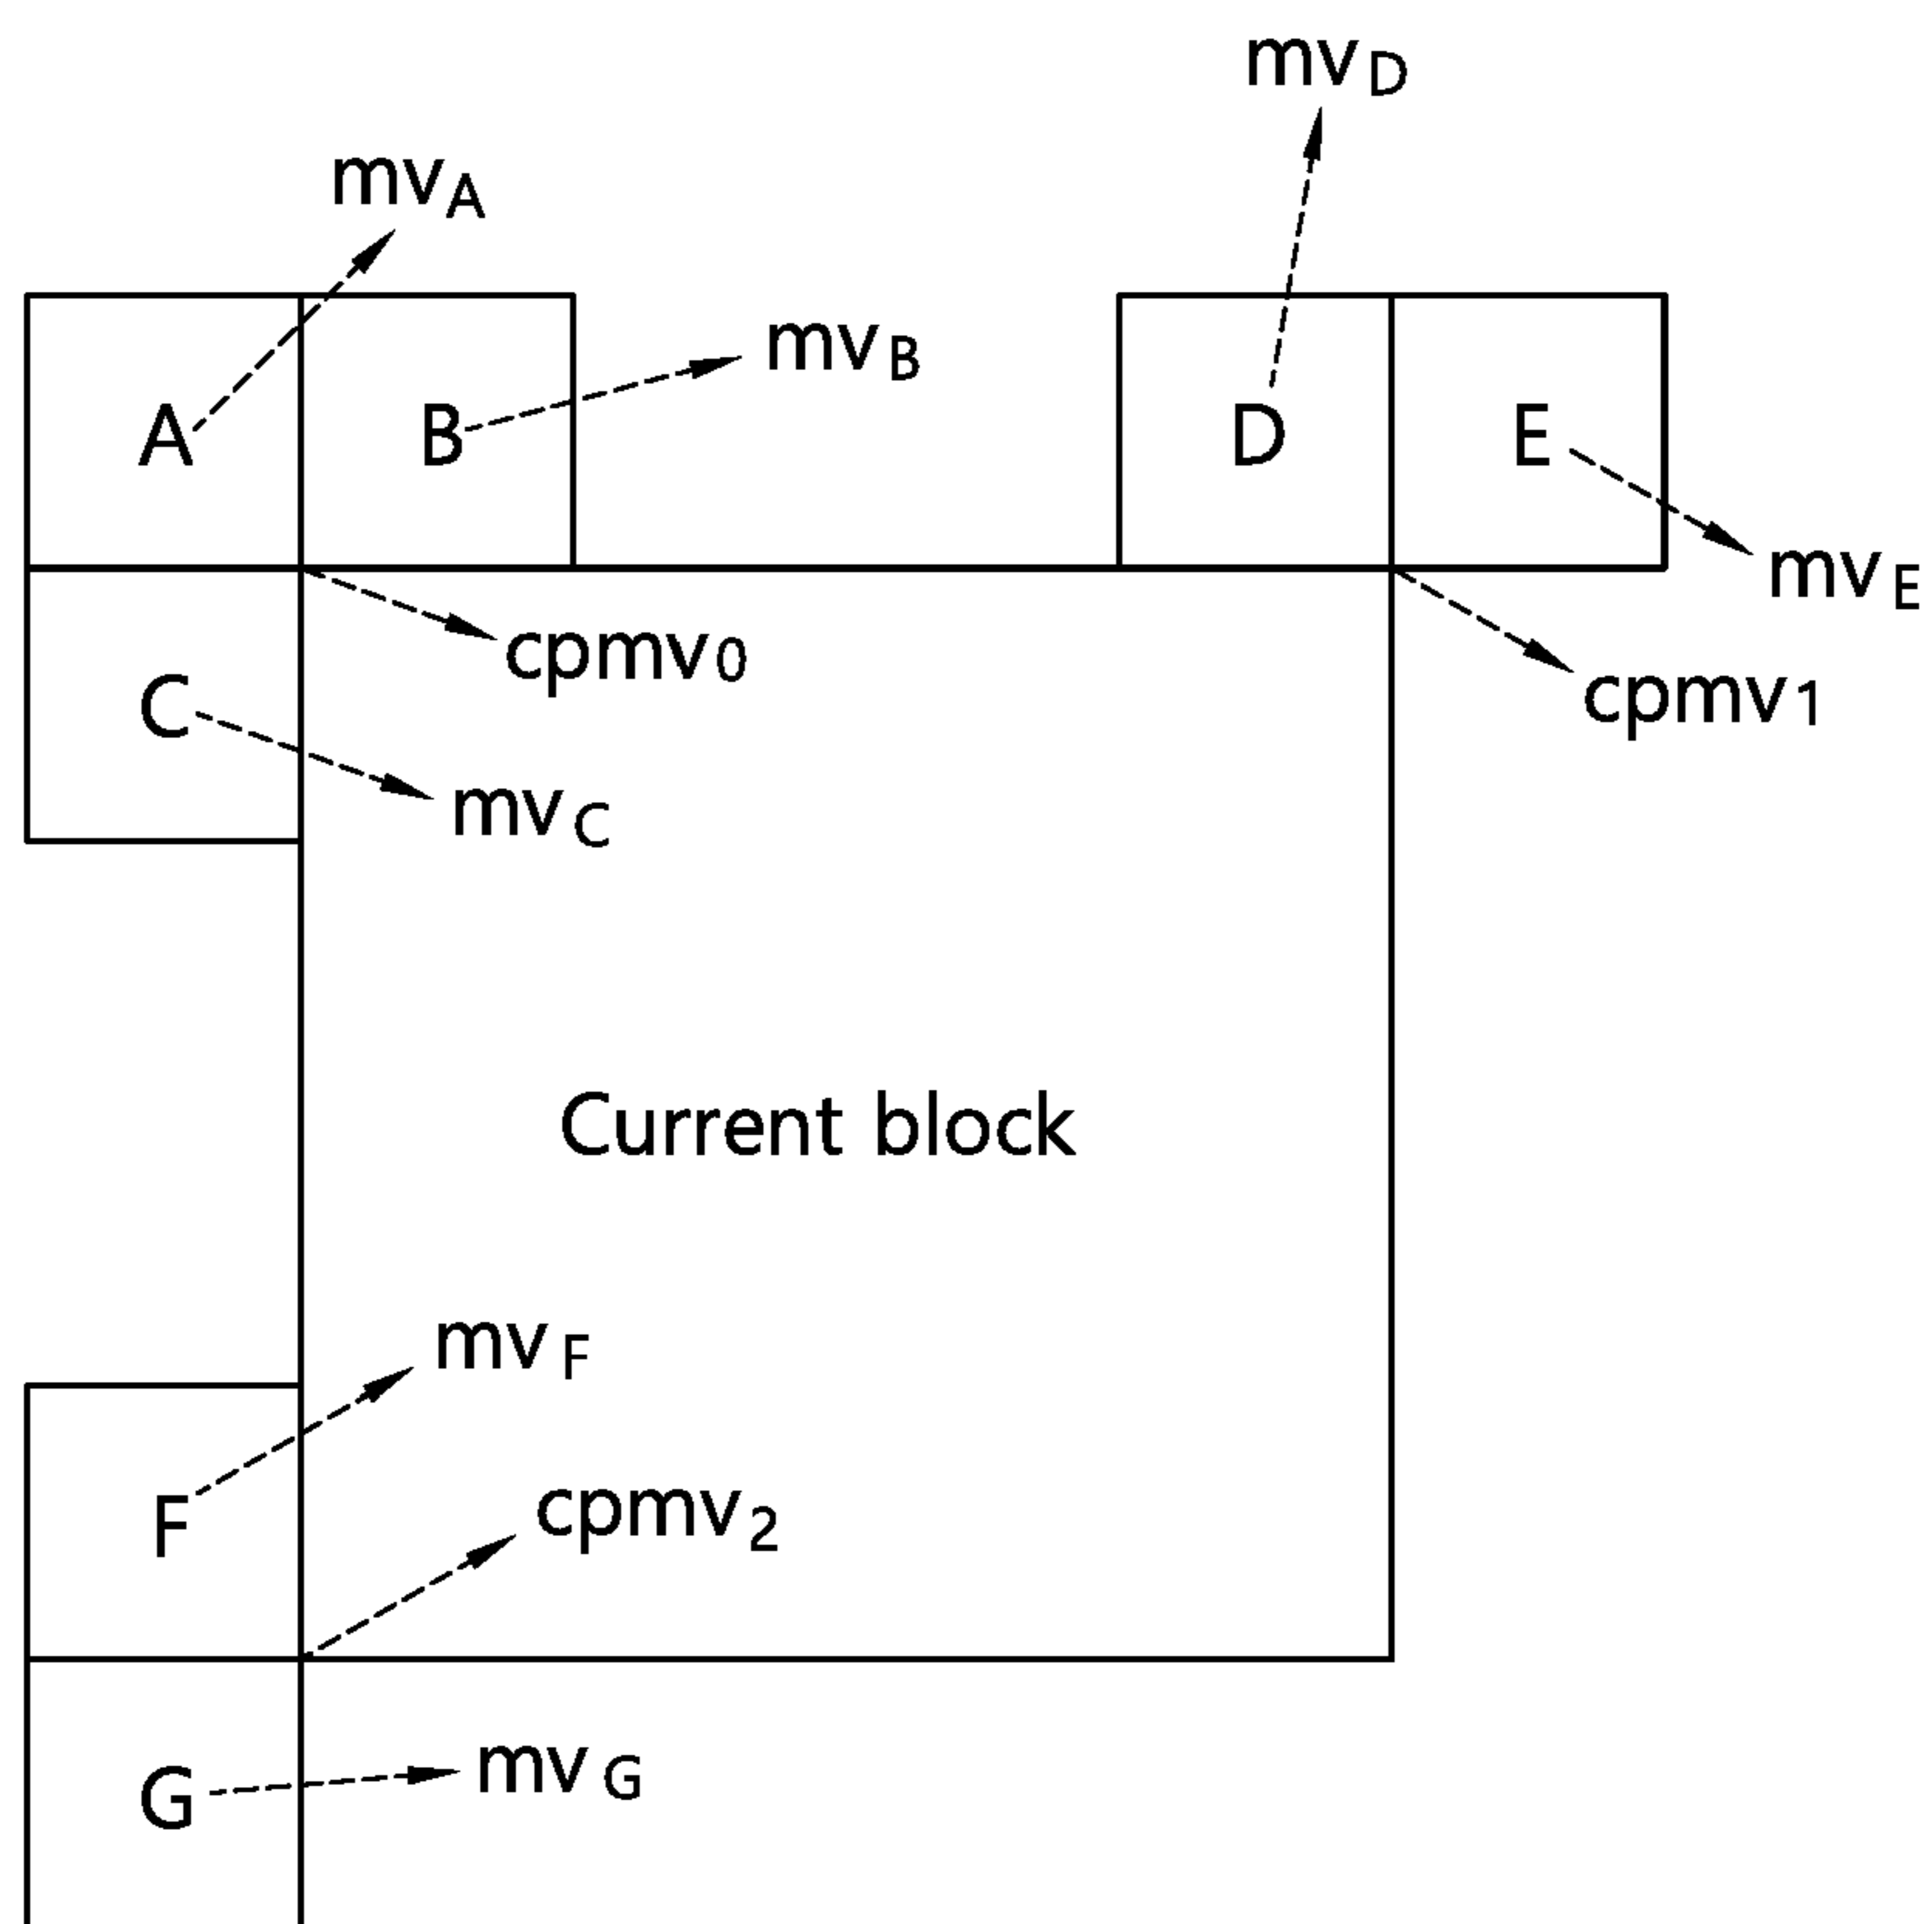 mvD
mvA
mvB
A
B
D
E
mvE
cpmv0
cpmv1
C
mvC
Current block
mvF
cpmv2
F
mvG
G